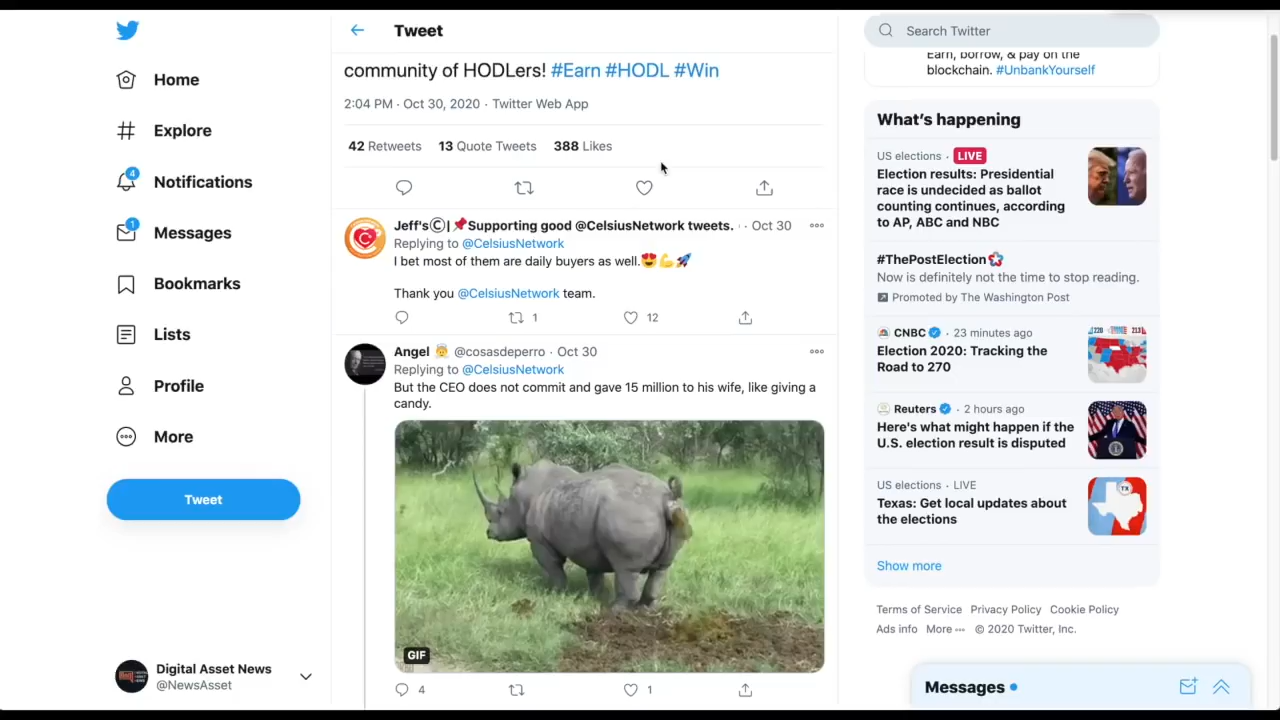 Home
Explore
4
Notifications
1
Messages
Bookmarks
Lists
Profile
More
Tweet
Digital Asset News
@NewsAsset
Tweet
community of HODLers! #Earn #HODL #Win
2:04 PM · Oct 30, 2020 · Twitter Web App
42 Retweets 13 Quote Tweets 388 Likes
Jeff'sⒸ| 📌Supporting good @CelsiusNetwork tweets. · Oct 30
Replying to @CelsiusNetwork
I bet most of them are daily buyers as well.😍💪🚀
Thank you @CelsiusNetwork team.
1 12
Angel @cosasdeperro · Oct 30
Replying to @CelsiusNetwork
But the CEO does not commit and gave 15 million to his wife, like giving a
candy.
GIF
4 1
Search Twitter
Earn, borrow, & pay on the
blockchain. #UnbankYourself
What's happening
US elections · LIVE
Election results: Presidential
race is undecided as ballot
counting continues, according
to AP, ABC and NBC
#ThePostElection
Now is definitely not the time to stop reading.
Promoted by The Washington Post
CNBC · 23 minutes ago
Election 2020: Tracking the
Road to 270
Reuters · 2 hours ago
Here's what might happen if the
U.S. election result is disputed
US elections · LIVE
Texas: Get local updates about
the elections
TX
Show more
Terms of Service Privacy Policy Cookie Policy
Ads info More ··· © 2020 Twitter, Inc.
Messages